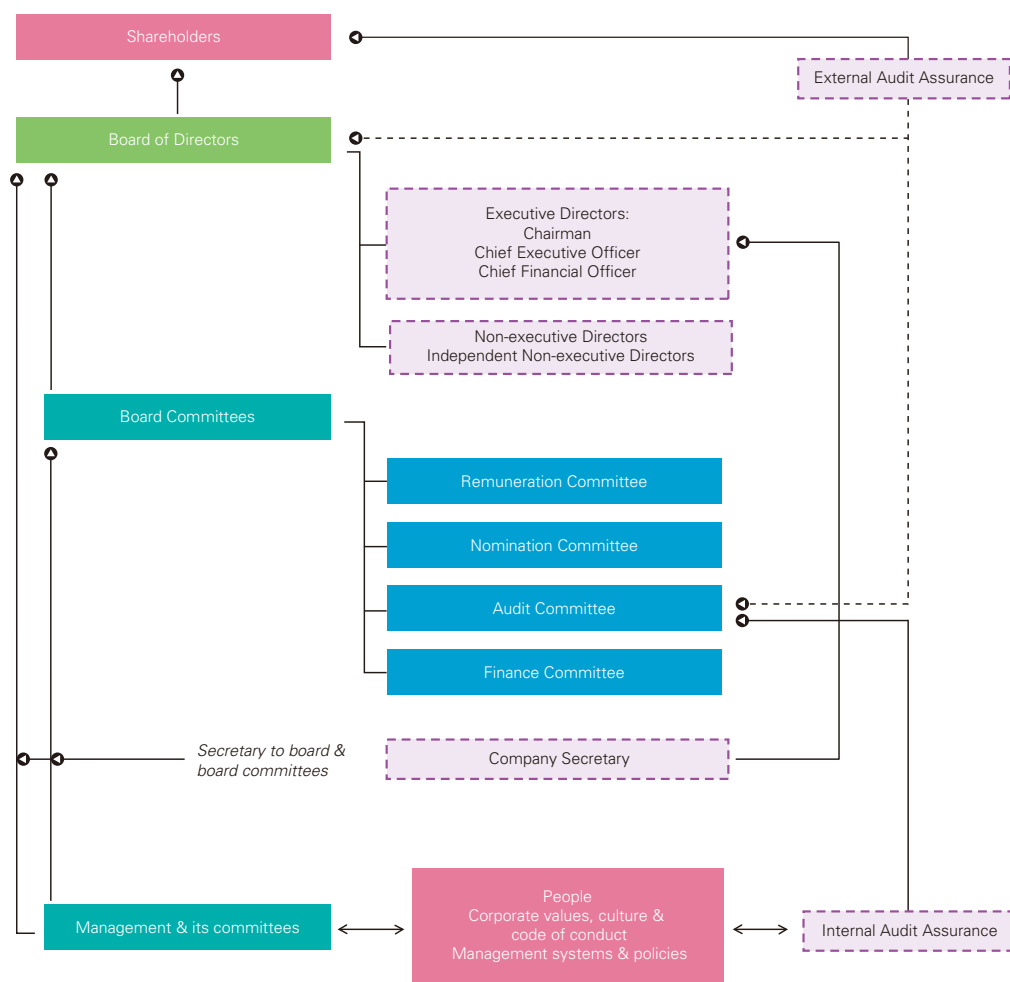 Shareholders
External Audit Assurance
Board of Directors
Executive Directors:
Chairman
Chief Executive Officer
Chief Financial Officer
Non-executive Directors
Independent Non-executive Directors
Board Committees
Remuneration Committee
Nomination Committee
Audit Committee
Finance Committee
Secretary to board &
board committees
Company Secretary
Management & its committees
People
Corporate values, culture &
code of conduct
Management systems & policies
Internal Audit Assurance